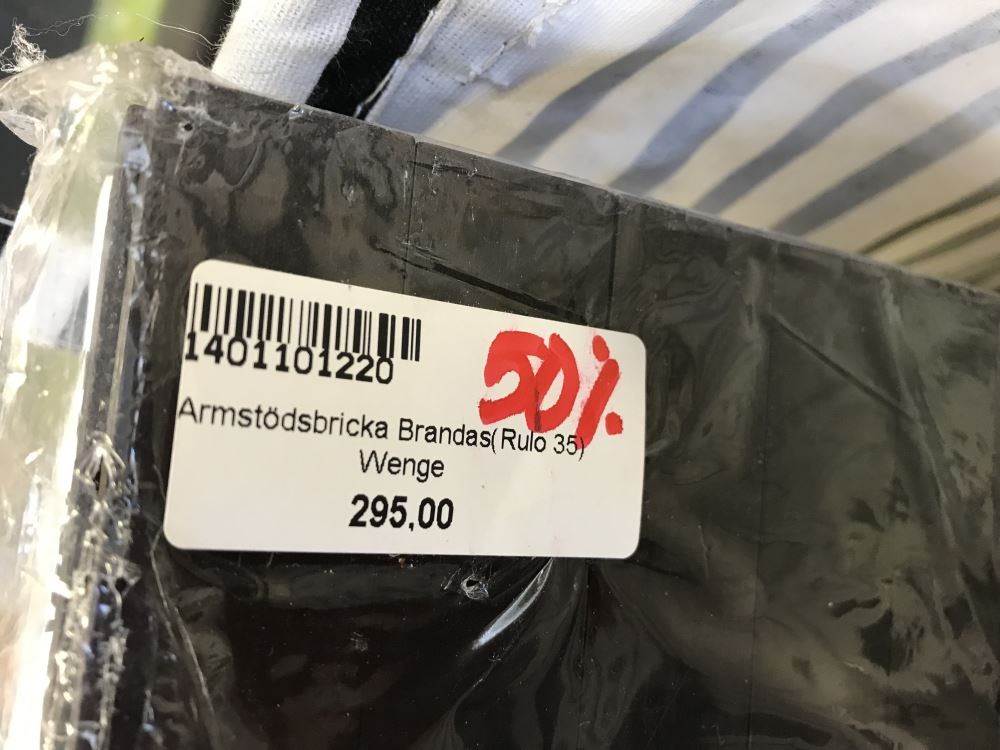 1401101220
50%
Armstödsbricka Brandas(Rulo 35)
Wenge
295,00